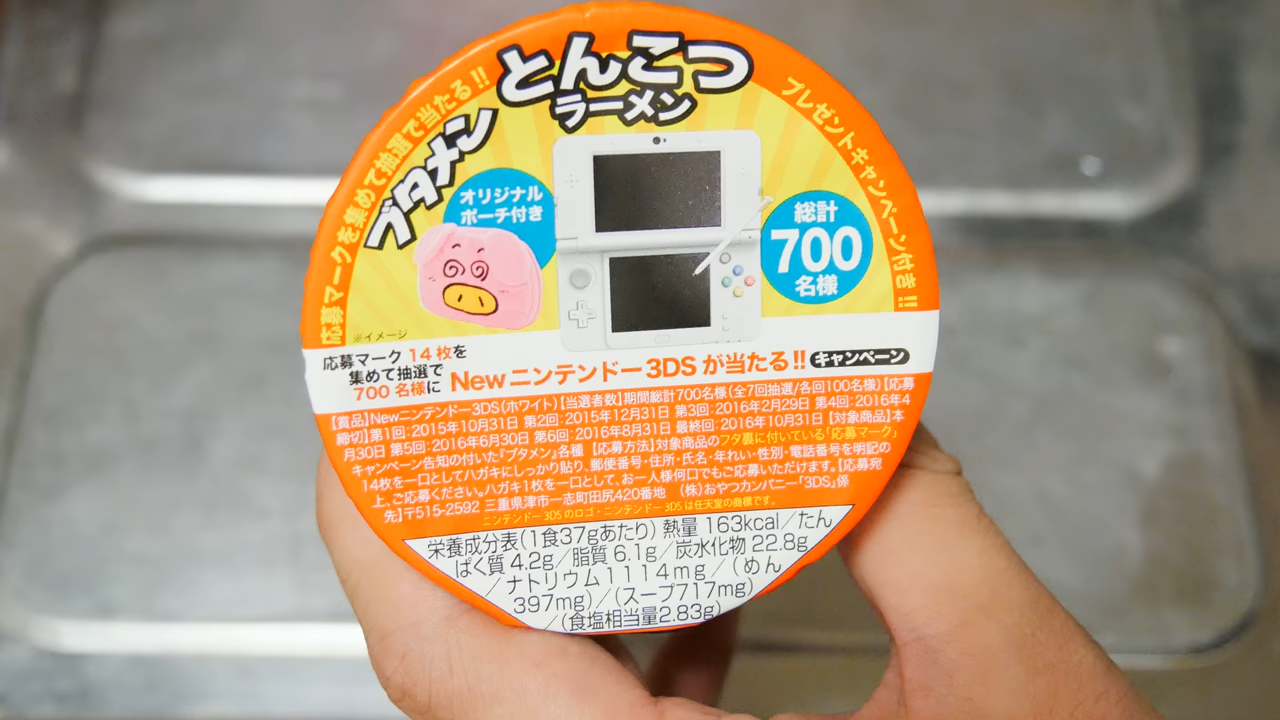 応募マークを集めて抽選で当たる!!
プレゼントキャンペーン付き!!
ブタメン
とんこつ
ラーメン
オリジナル
ポーチ付き
総計
700
名様
※イメージ
応募マーク14枚を
集めて抽選で
700名様に
Newニンテンドー3DSが当たる!! キャンペーン
【賞品】Newニンテンドー3DS(ホワイト)【当選者数】期間総計700名様(全7回抽選/各回100名様)【応募
締切】第1回:2015年10月31日 第2回:2015年12月31日 第3回:2016年2月29日 第4回:2016年4
月30日 第5回:2016年6月30日 第6回:2016年8月31日 最終回:2016年10月31日【対象商品】本
キャンペーン告知の付いた『ブタメン』各種【応募方法】対象商品のフタ裏に付いている「応募マーク」
14枚を一口としてハガキにしっかり貼り、郵便番号・住所・氏名・年れい・性別・電話番号を明記の
上、ご応募ください。ハガキ1枚を一口として、お一人様何口でもご応募いただけます。【応募宛
先】〒515-2592 三重県津市一志町田尻420番地 (株)おやつカンパニー「3DS」係
ニンテンドー3DSのロゴ・ニンテンドー3DSは任天堂の商標です。
栄養成分表(1食37gあたり) 熱量 163kcal/たん
ぱく質 4.2g/脂質 6.1g/炭水化物 22.8g
/ナトリウム1114mg/(めん
397mg)/(スープ717mg)
/(食塩相当量2.83g)